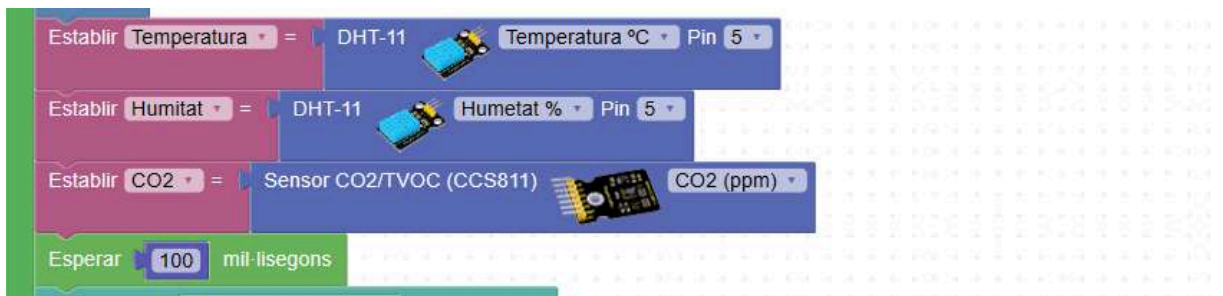 Establir Temperatura = DHT-11 Temperatura ºC Pin 5
Establir Humitat = DHT-11 Humetat % Pin 5
Establir CO2 = Sensor CO2/TVOC (CCS811) CO2 (ppm)
Esperar 100 mil·lisegons